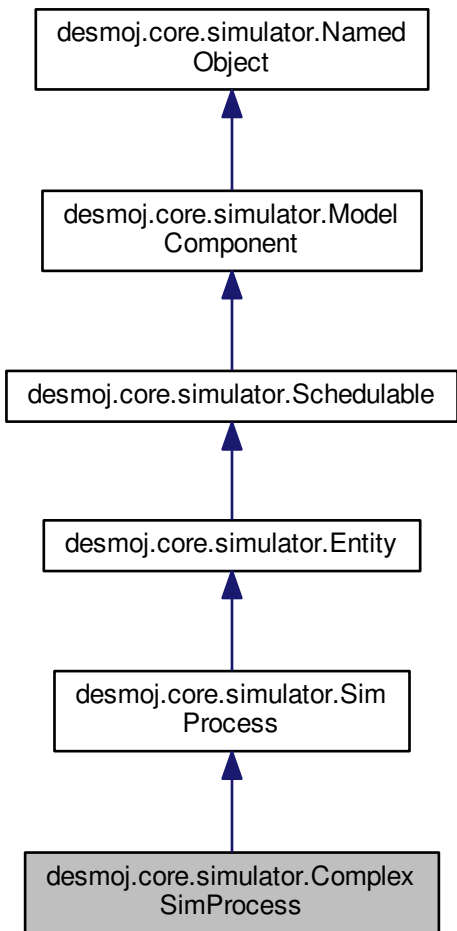 desmoj.core.simulator.Named
Object
desmoj.core.simulator.Model
Component
desmoj.core.simulator.Schedulable
desmoj.core.simulator.Entity
desmoj.core.simulator.Sim
Process
desmoj.core.simulator.Complex
SimProcess